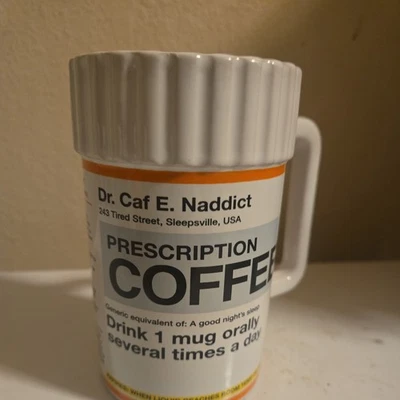 Dr. Caf E. Naddict
243 Tired Street, Sleepsville, USA
PRESCRIPTION
COFFEE
Generic equivalent of: A good night's sleep
Drink 1 mug orally
several times a day